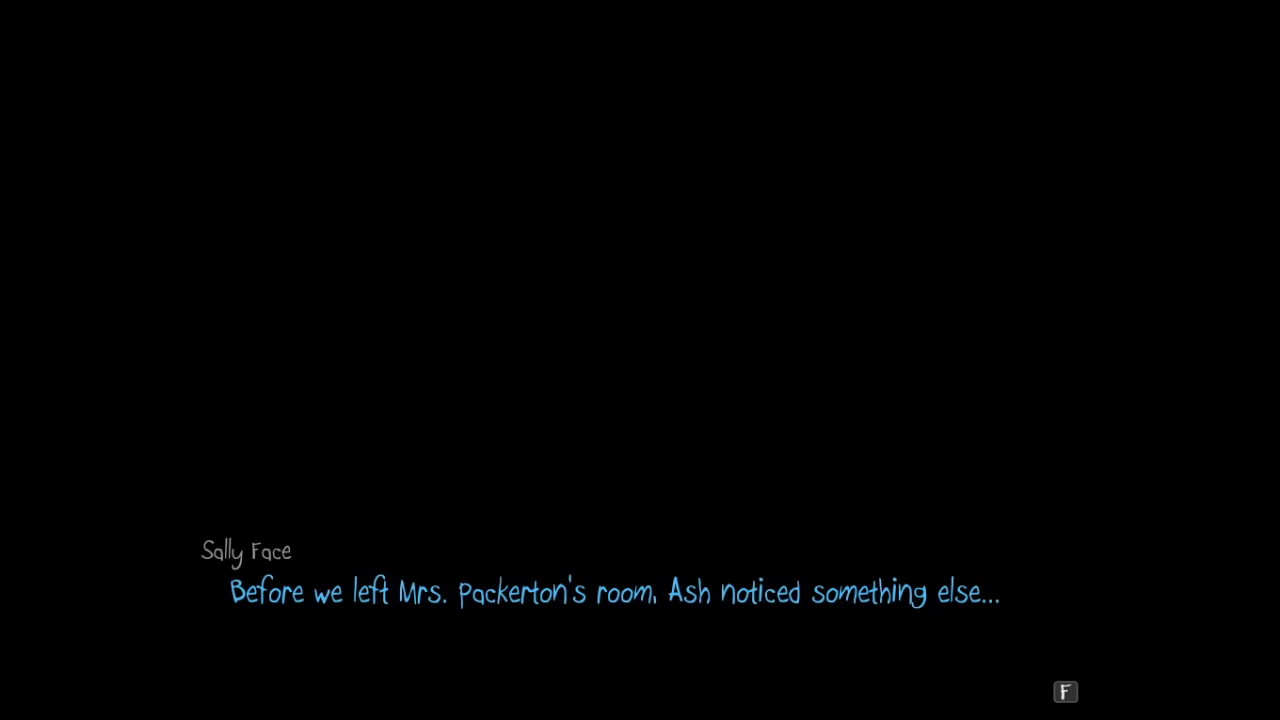 Sally Face
Before we left Mrs. Packerton's room, Ash noticed something else...
F